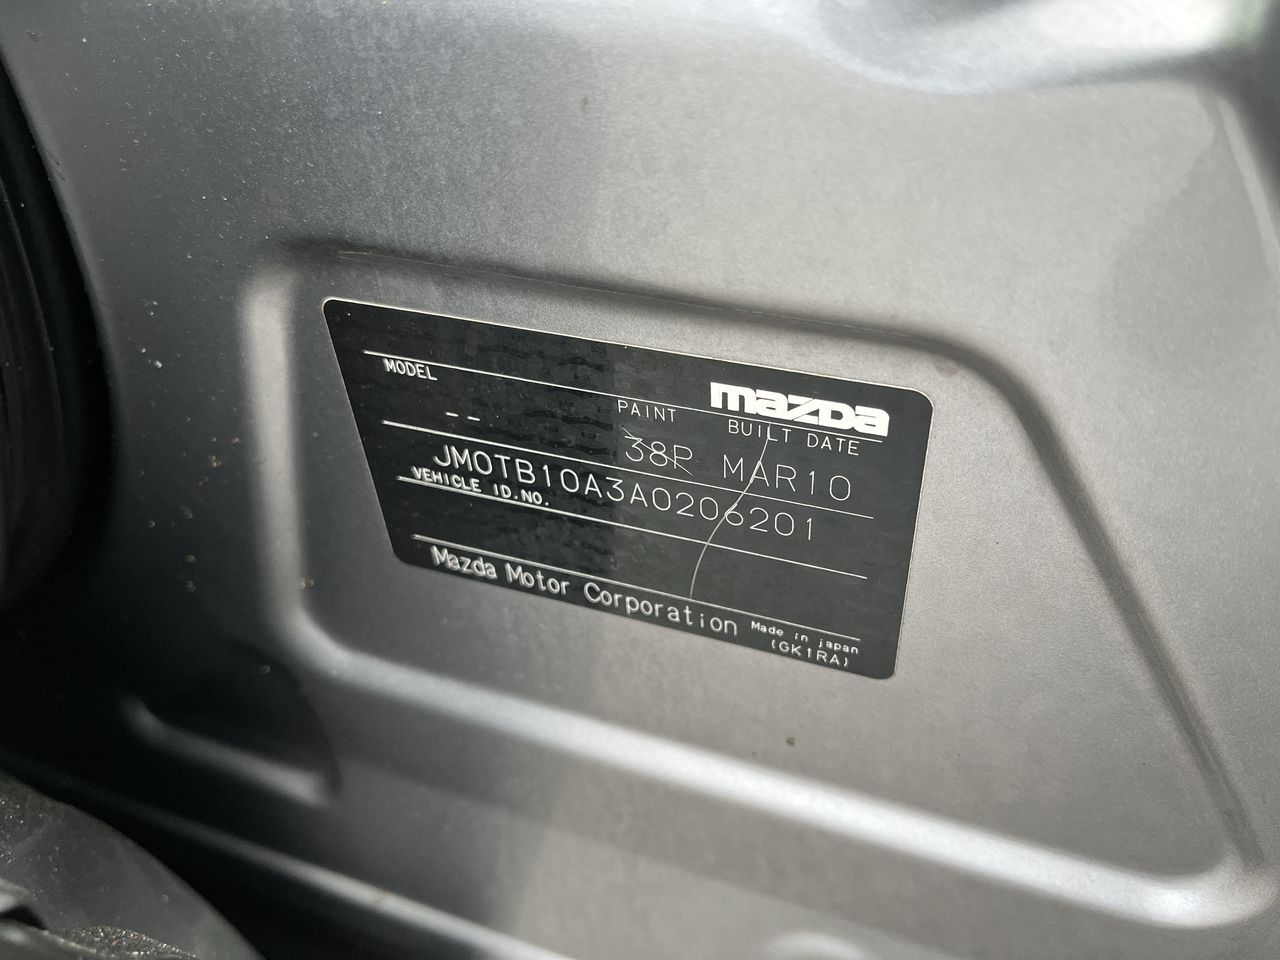 mazda
MODEL PAINT BUILT DATE
-- 38P MAR10
JM0TB10A3A0206201
VEHICLE ID.NO.
Mazda Motor Corporation Made in japan
(GK1RA)